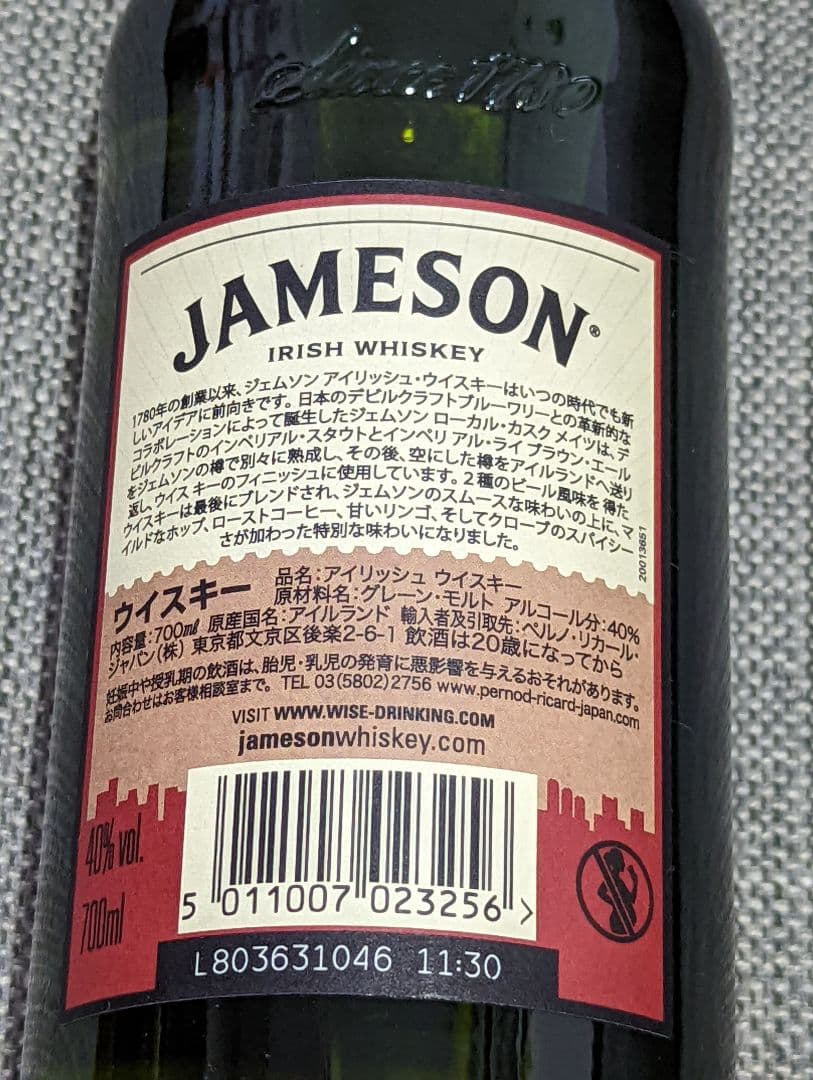 Since 1780
JAMESON®
IRISH WHISKEY
1780年の創業以来、ジェムソン アイリッシュ・ウイスキーはいつの時代でも新
しいアイデアに前向きです。日本のデビルクラフトブルーワリーとの革新的な
コラボレーションによって誕生したジェムソン ローカル・カスク メイツは、デ
ビルクラフトのインペリアル・スタウトとインペリ アル・ライ ブラウン・エール
をジェムソンの樽で別々に熟成し、その後、空にした樽をアイルランドへ送り
返し、ウイス キーのフィニッシュに使用しています。2種のビール風味を 得た
ウイスキーは最後にブレンドされ、ジェムソンのスムースな味わいの上に、マ
イルドなホップ、ローストコーヒー、甘いリンゴ、そしてクローブのスパイシー
さが加わった特別な味わいになりました。
20013651
ウイスキー 品名:アイリッシュ ウイスキー
原材料名:グレーン・モルト アルコール分:40%
内容量:700ml 原産国名:アイルランド 輸入者及引取先:ペルノ・リカール・
ジャパン(株) 東京都文京区後楽2-6-1 飲酒は20歳になってから
妊娠中や授乳期の飲酒は、胎児・乳児の発育に悪影響を与えるおそれがあります。
お問合わせはお客様相談室まで。 TEL 03(5802)2756 www.pernod-ricard-japan.com
VISIT WWW.WISE-DRINKING.COM
jamesonwhiskey.com
40% vol.
700ml
5 011007 023256 >
L803631046 11:30